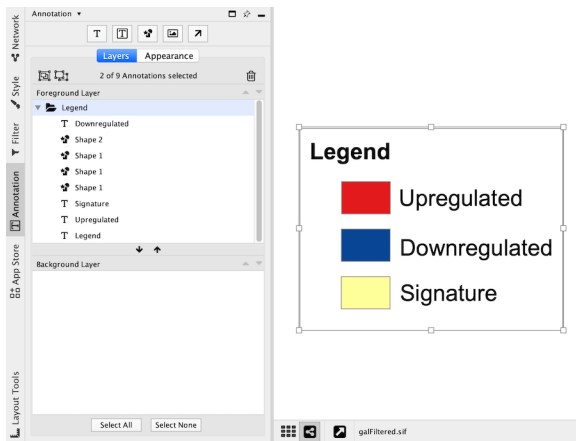 Annotation
Network
Style
Filter
Annotation
App Store
Layout Tools
T T
Layers Appearance
2 of 9 Annotations selected
Foreground Layer
Legend
T Downregulated
Shape 2
Shape 1
Shape 1
Shape 1
T Signature
T Upregulated
T Legend
Background Layer
Select All Select None
Legend
Upregulated
Downregulated
Signature
galFiltered.sif